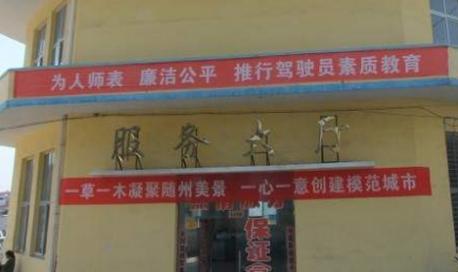 为人师表 廉洁公平 推行驾驶员素质教育
服务大厅
一草一木凝聚随州美景 一心一意创建模范城市
保证